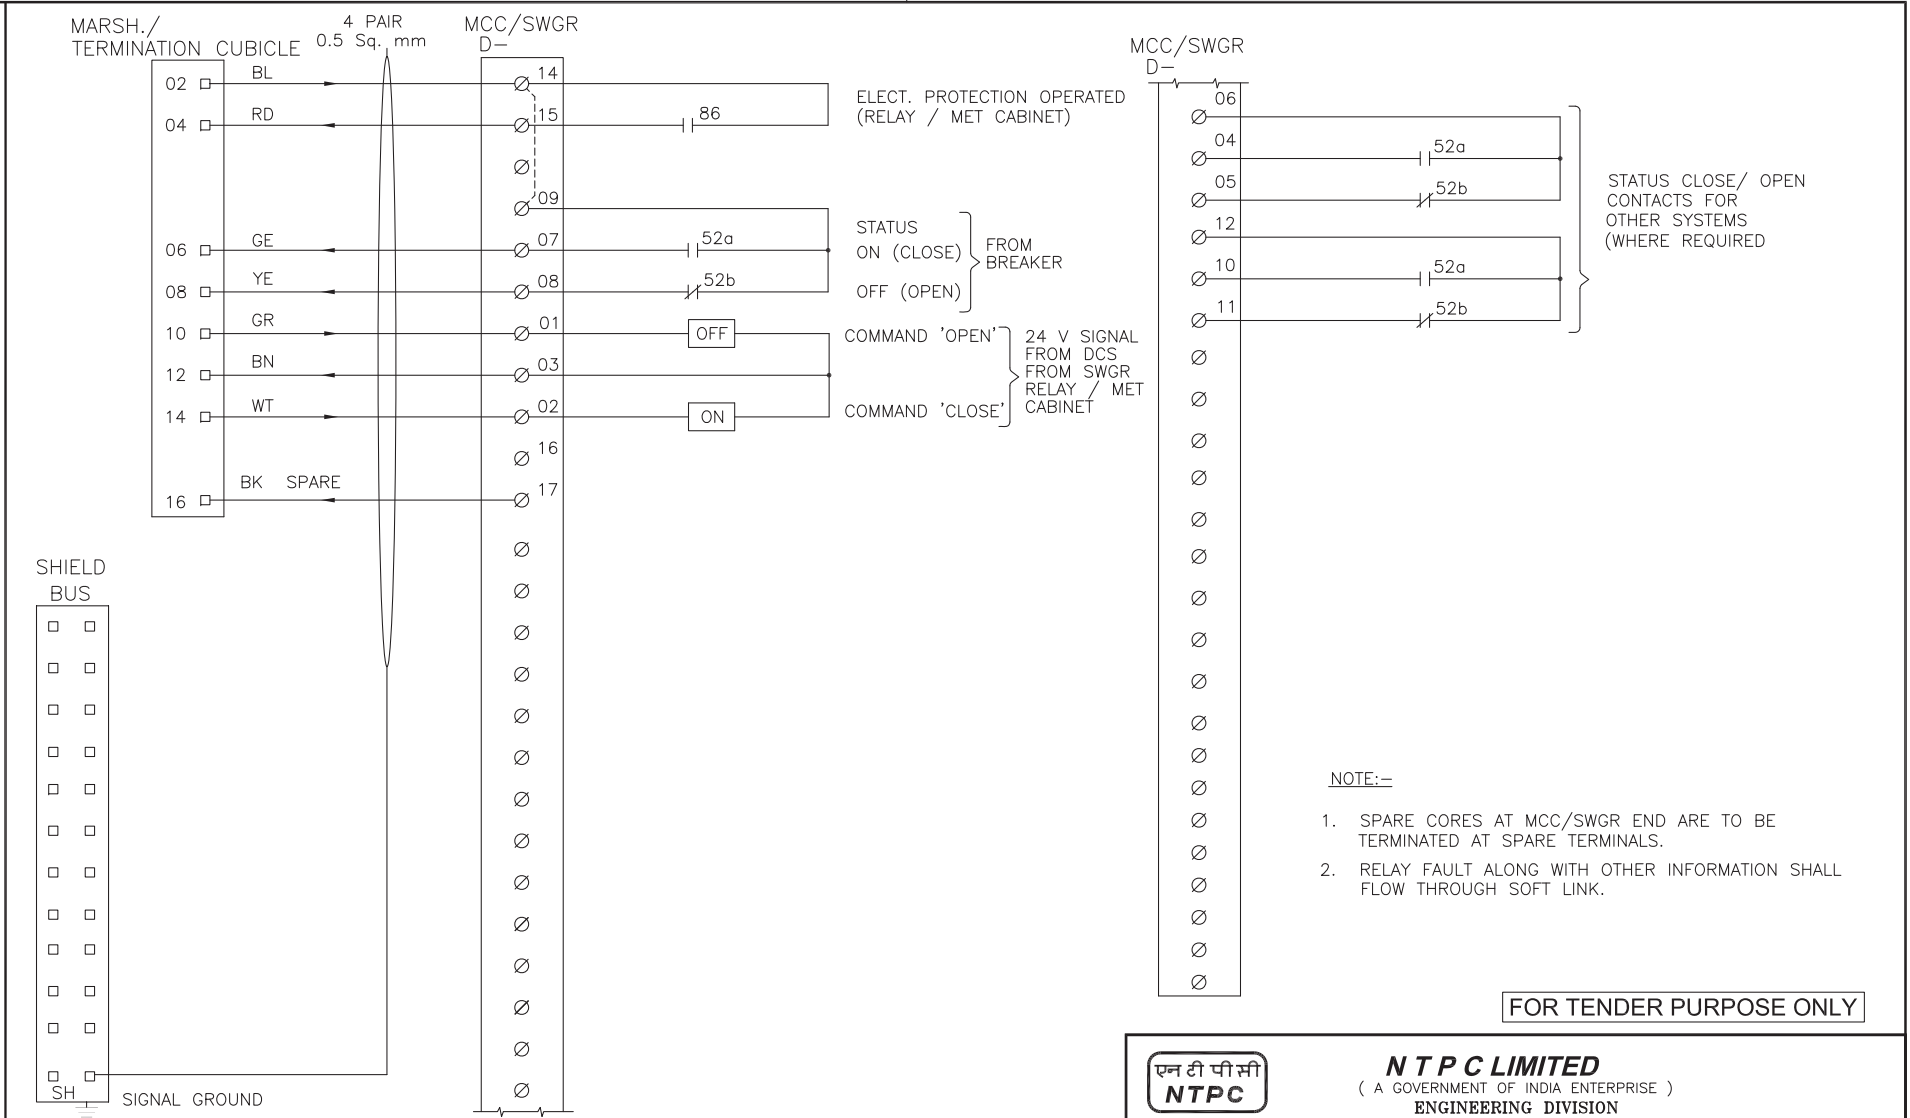 MARSH./
TERMINATION CUBICLE
4 PAIR
0.5 Sq. mm
MCC/SWGR
D-
02
BL
14
04
RD
15
86
ELECT. PROTECTION OPERATED
(RELAY / MET CABINET)
09
06
GE
07
52a
08
YE
08
52b
STATUS
ON (CLOSE)
OFF (OPEN)
FROM
BREAKER
10
GR
01
OFF
12
BN
03
14
WT
02
ON
COMMAND 'OPEN'
COMMAND 'CLOSE'
24 V SIGNAL
FROM DCS
FROM SWGR
RELAY / MET
CABINET
16
16
BK SPARE
17
SHIELD
BUS
SH
SIGNAL GROUND
MCC/SWGR
D-
06
04
52a
05
52b
12
10
52a
11
52b
STATUS CLOSE/ OPEN
CONTACTS FOR
OTHER SYSTEMS
(WHERE REQUIRED
NOTE:-
1. SPARE CORES AT MCC/SWGR END ARE TO BE
TERMINATED AT SPARE TERMINALS.
2. RELAY FAULT ALONG WITH OTHER INFORMATION SHALL
FLOW THROUGH SOFT LINK.
FOR TENDER PURPOSE ONLY
एन टी पी सी
NTPC
N T P C LIMITED
( A GOVERNMENT OF INDIA ENTERPRISE )
ENGINEERING DIVISION